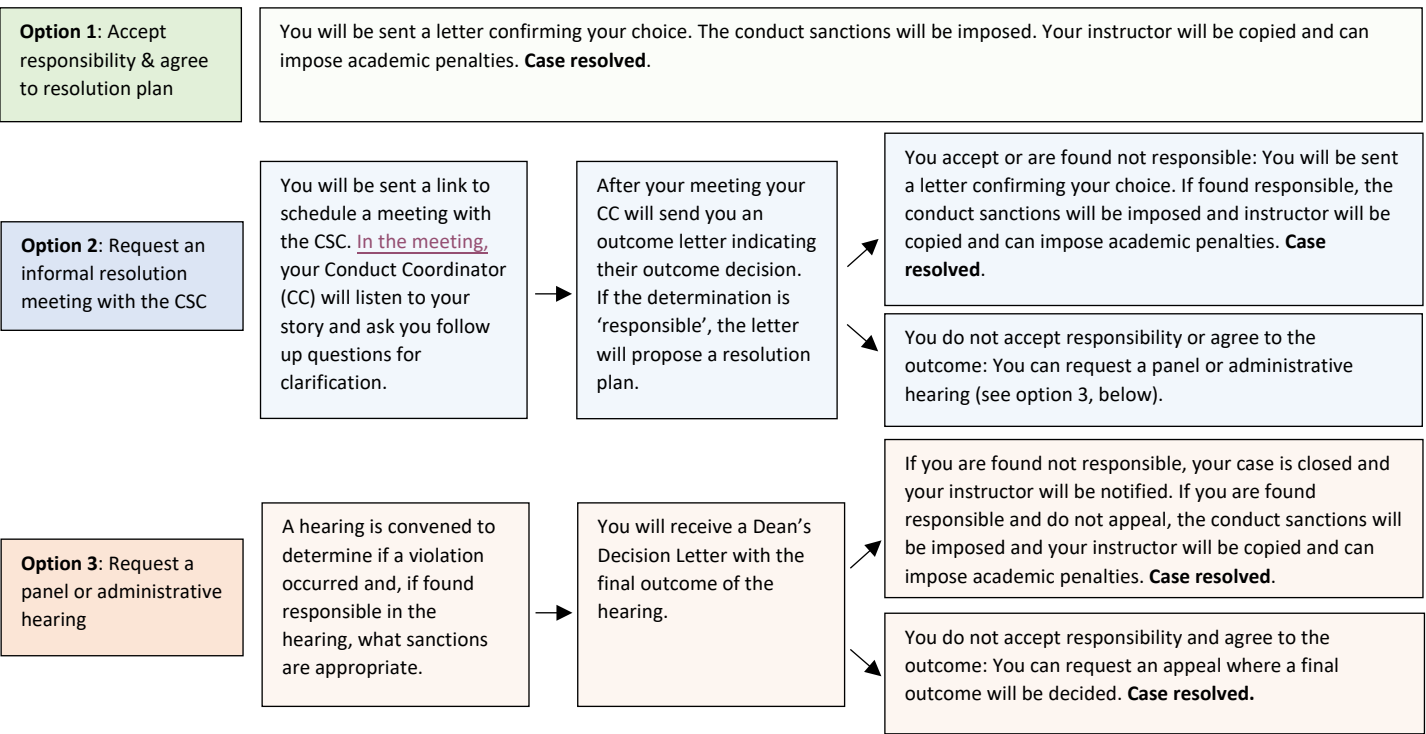 Option 1: Accept
responsibility & agree
to resolution plan
You will be sent a letter confirming your choice. The conduct sanctions will be imposed. Your instructor will be copied and can
impose academic penalties. Case resolved.
Option 2: Request an
informal resolution
meeting with the CSC
You will be sent a link to
schedule a meeting with
the CSC. In the meeting,
your Conduct Coordinator
(CC) will listen to your
story and ask you follow
up questions for
clarification.
After your meeting your
CC will send you an
outcome letter indicating
their outcome decision.
If the determination is
‘responsible’, the letter
will propose a resolution
plan.
You accept or are found not responsible: You will be sent
a letter confirming your choice. If found responsible, the
conduct sanctions will be imposed and instructor will be
copied and can impose academic penalties. Case
resolved.
You do not accept responsibility or agree to the
outcome: You can request a panel or administrative
hearing (see option 3, below).
Option 3: Request a
panel or administrative
hearing
A hearing is convened to
determine if a violation
occurred and, if found
responsible in the
hearing, what sanctions
are appropriate.
You will receive a Dean’s
Decision Letter with the
final outcome of the
hearing.
If you are found not responsible, your case is closed and
your instructor will be notified. If you are found
responsible and do not appeal, the conduct sanctions will
be imposed and your instructor will be copied and can
impose academic penalties. Case resolved.
You do not accept responsibility and agree to the
outcome: You can request an appeal where a final
outcome will be decided. Case resolved.